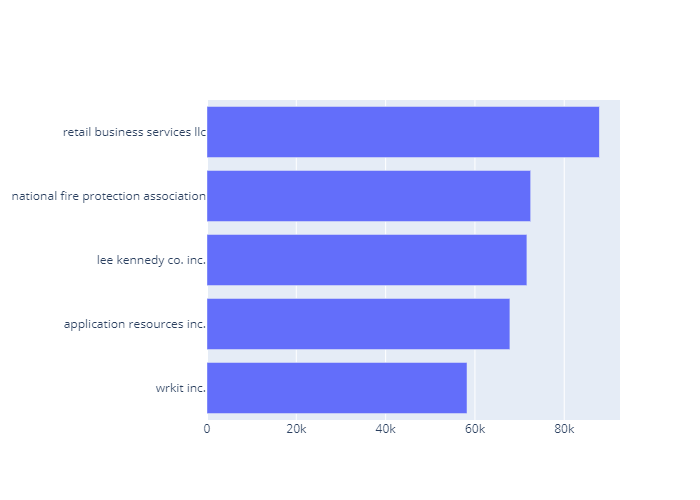 retail business services llc
national fire protection association
lee kennedy co. inc.
application resources inc.
wrkit inc.
0 20k 40k 60k 80k